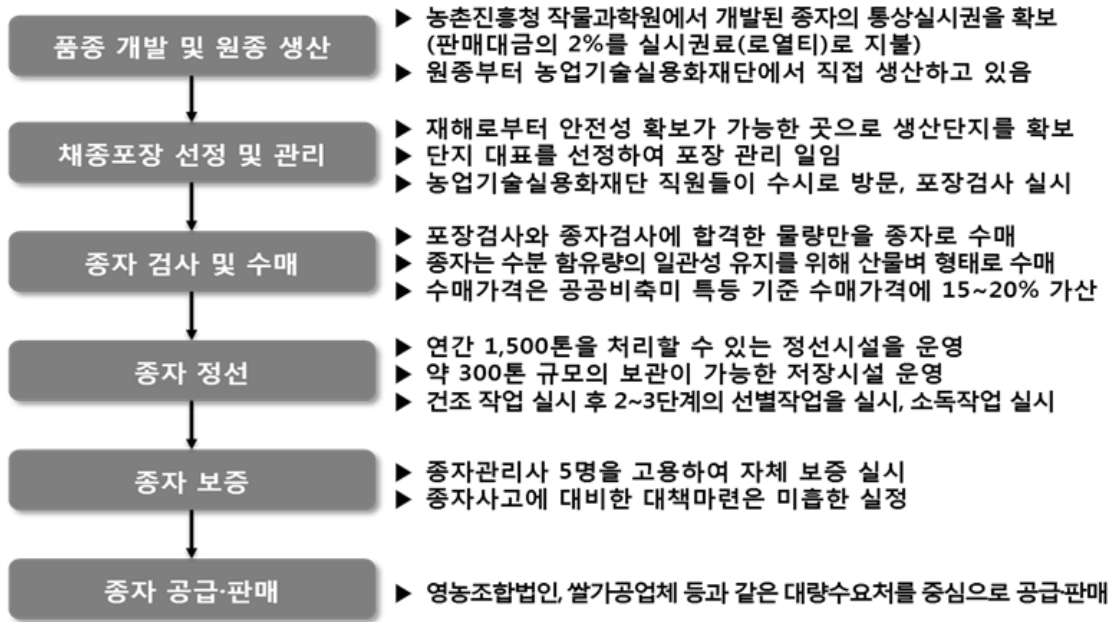 품종 개발 및 원종 생산
▶ 농촌진흥청 작물과학원에서 개발된 종자의 통상실시권을 확보
(판매대금의 2%를 실시권료(로열티)로 지불)
▶ 원종부터 농업기술실용화재단에서 직접 생산하고 있음
채종포장 선정 및 관리
▶ 재해로부터 안전성 확보가 가능한 곳으로 생산단지를 확보
▶ 단지 대표를 선정하여 포장 관리 일임
▶ 농업기술실용화재단 직원들이 수시로 방문, 포장검사 실시
종자 검사 및 수매
▶ 포장검사와 종자검사에 합격한 물량만을 종자로 수매
▶ 종자는 수분 함유량의 일관성 유지를 위해 산물벼 형태로 수매
▶ 수매가격은 공공비축미 특등 기준 수매가격에 15~20% 가산
종자 정선
▶ 연간 1,500톤을 처리할 수 있는 정선시설을 운영
▶ 약 300톤 규모의 보관이 가능한 저장시설 운영
▶ 건조 작업 실시 후 2~3단계의 선별작업을 실시, 소독작업 실시
종자 보증
▶ 종자관리사 5명을 고용하여 자체 보증 실시
▶ 종자사고에 대비한 대책마련은 미흡한 실정
종자 공급·판매
▶ 영농조합법인, 쌀가공업체 등과 같은 대량수요처를 중심으로 공급·판매